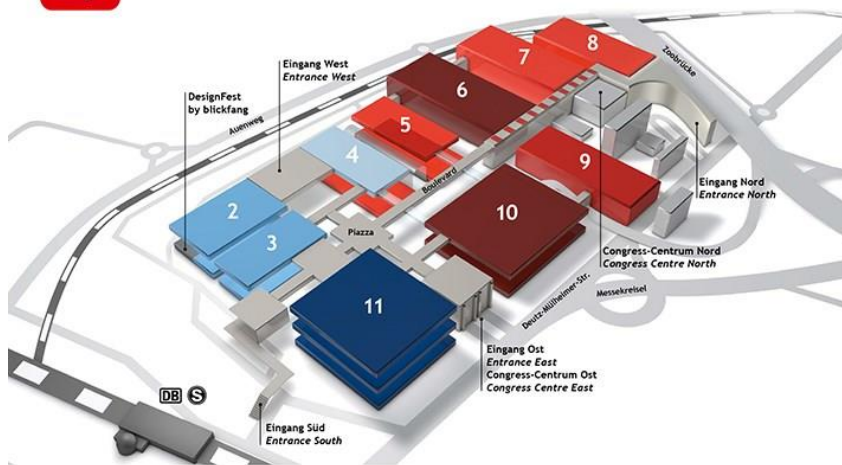 8
7
Zoobrücke
Eingang West
Entrance West
6
DesignFest
by blickfang
Auenweg
5
4
Boulevard
9
Eingang Nord
Entrance North
2
3
Piazza
10
Congress-Centrum Nord
Congress Centre North
Messekreisel
Deutz-Mülheimer-Str.
11
Eingang Ost
Entrance East
Congress-Centrum Ost
Congress Centre East
DB S
Eingang Süd
Entrance South